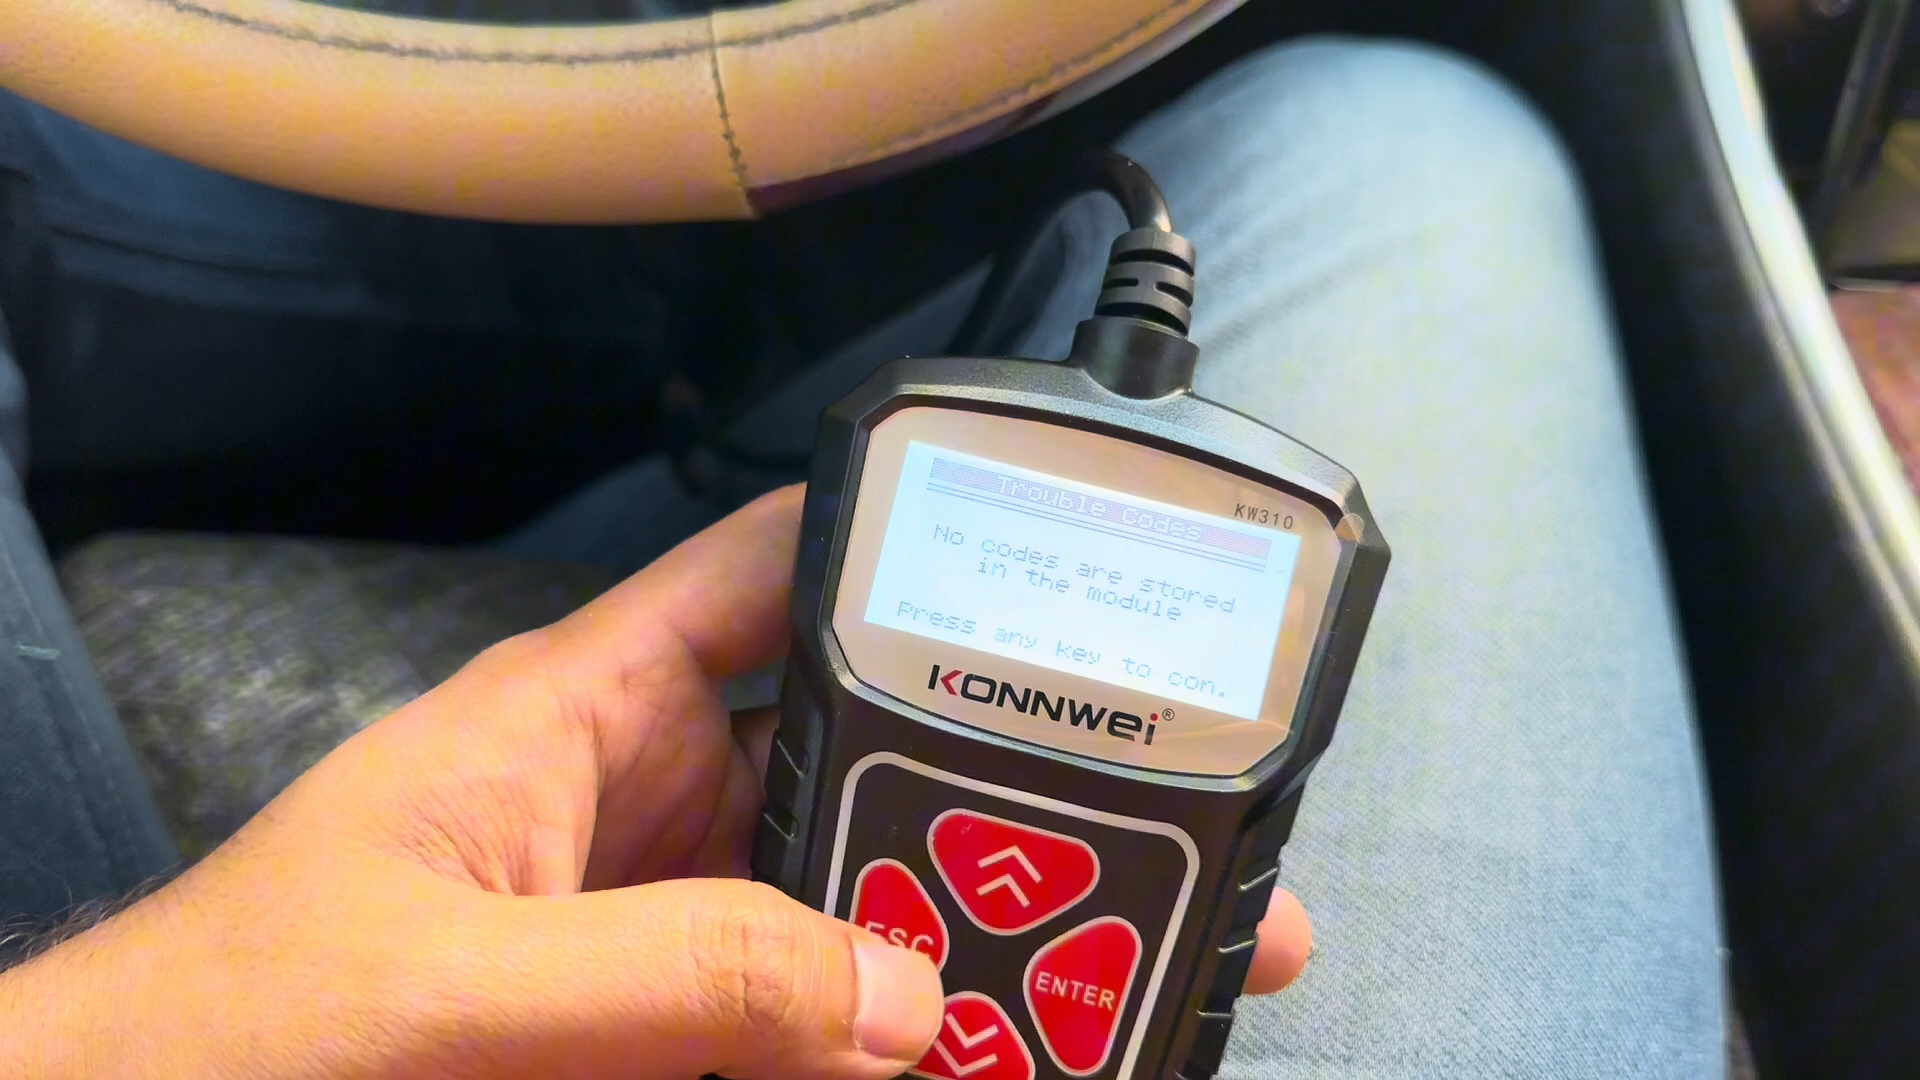 Trouble Codes
KW310
No codes are stored
in the module
Press any key to con.
KONNWEI®
ESC
ENTER